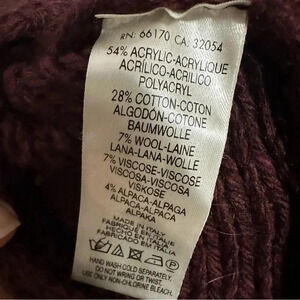 RN: 66170 CA: 32054
54% ACRYLIC-ACRYLIQUE
ACRÍLICO-ACRILICO
POLYACRYL
28% COTTON-COTON
ALGODÓN-COTONE
BAUMWOLLE
7% WOOL-LAINE
LANA-LANA-WOLLE
7% VISCOSE-VISCOSE
VISCOSA-VISCOSA
VISKOSE
4% ALPACA-ALPAGA
ALPACA-ALPACA
ALPAKA
MADE IN ITALY
FABRIQUÉ EN ITALIE
HECHO EN ITALIA
FABBRICATO IN ITALIA
HAND WASH COLD SEPARATELY.
DO NOT WRING OR TWIST.
USE ONLY NON-CHLORINE BLEACH.